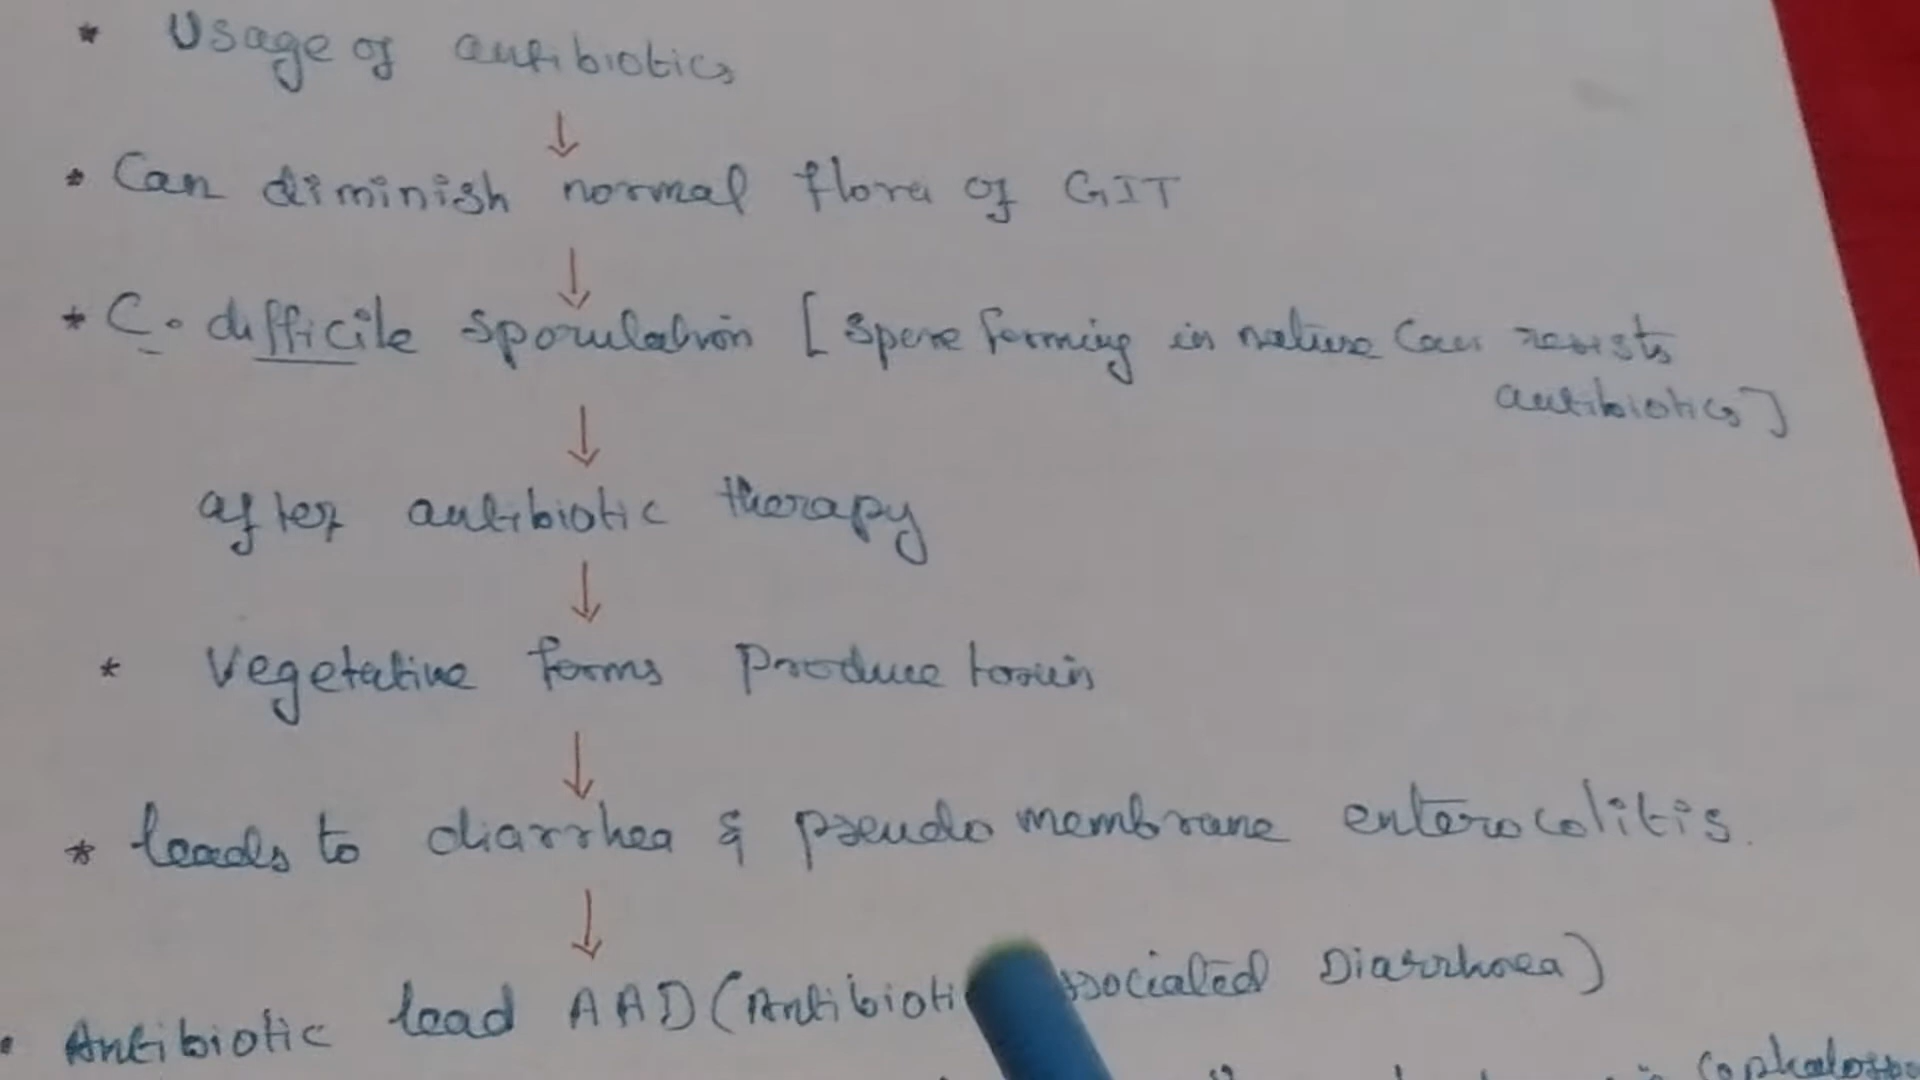 * Usage of antibiotics
↓
* Can diminish normal flora of GIT
↓
* C. difficile sporulation [spore forming in nature can resists
antibiotics]
↓
after antibiotic therapy
↓
* Vegetative forms produce toxin
↓
* leads to diarrhea & pseudo membrane enterocolitis.
↓
• Antibiotic lead AAD (Antibioti ssociated Diarrhoea)